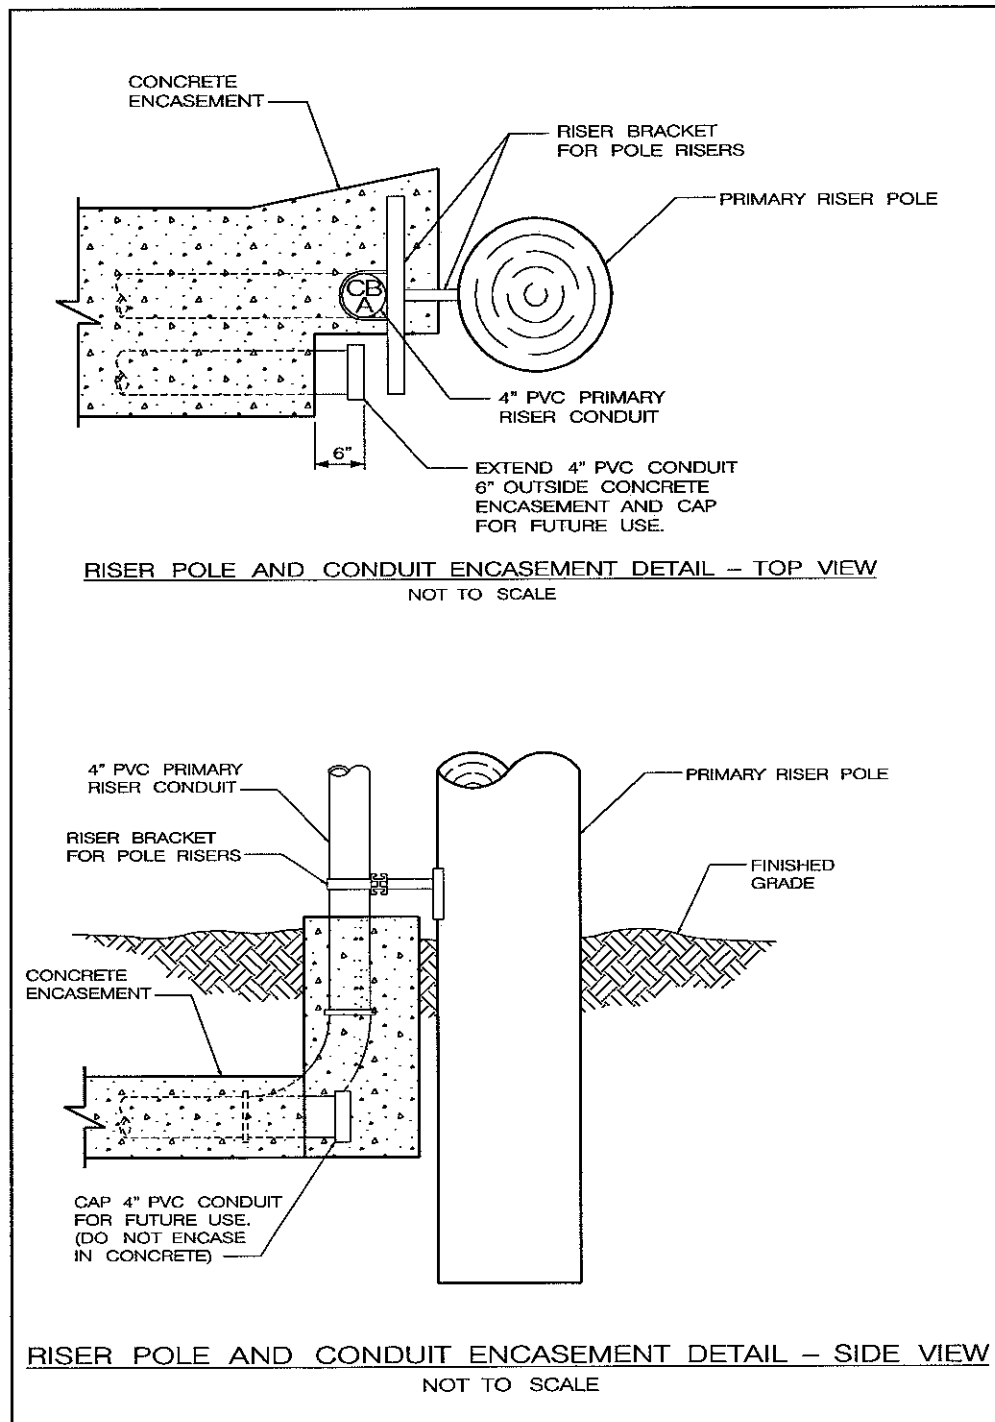 CONCRETE
ENCASEMENT
RISER BRACKET
FOR POLE RISERS
PRIMARY RISER POLE
CB
A
4" PVC PRIMARY
RISER CONDUIT
6"
EXTEND 4" PVC CONDUIT
6" OUTSIDE CONCRETE
ENCASEMENT AND CAP
FOR FUTURE USE.
RISER POLE AND CONDUIT ENCASEMENT DETAIL – TOP VIEW
NOT TO SCALE
4" PVC PRIMARY
RISER CONDUIT
PRIMARY RISER POLE
RISER BRACKET
FOR POLE RISERS
FINISHED
GRADE
CONCRETE
ENCASEMENT
CAP 4" PVC CONDUIT
FOR FUTURE USE.
(DO NOT ENCASE
IN CONCRETE)
RISER POLE AND CONDUIT ENCASEMENT DETAIL – SIDE VIEW
NOT TO SCALE